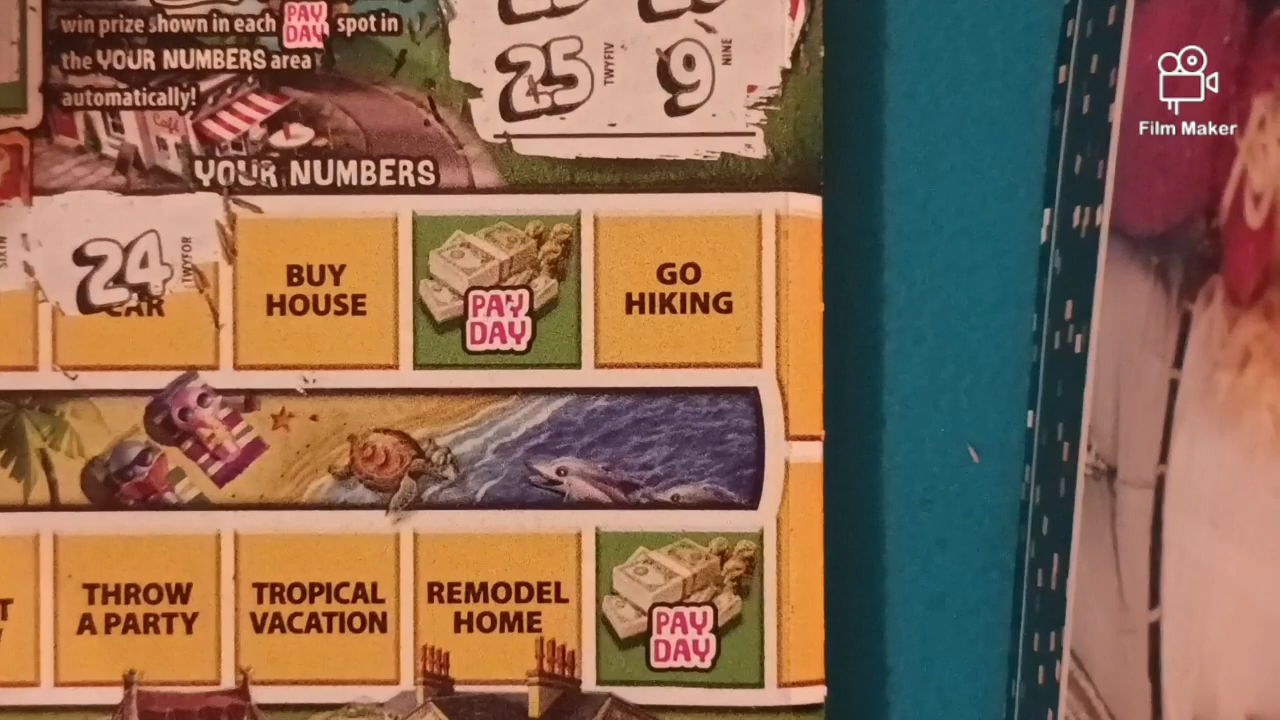 win prize shown in each PAY DAY spot in
the YOUR NUMBERS area
automatically!
25 TWYFIV
9 NINE
Café
YOUR NUMBERS
SIXTN
24 TWYFOR
CAR
BUY
HOUSE
PAY
DAY
GO
HIKING
THROW
A PARTY
TROPICAL
VACATION
REMODEL
HOME
PAY
DAY
Film Maker